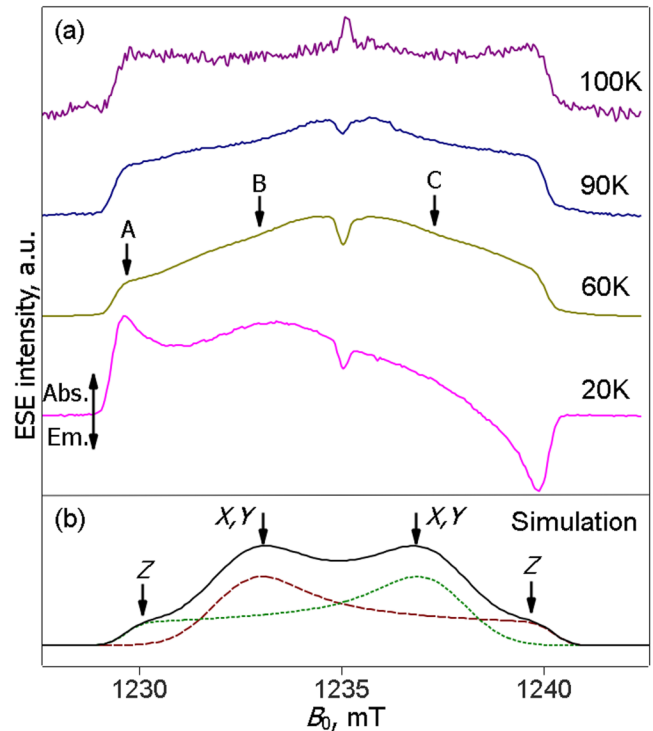 (a)
100K
90K
B
C
A
60K
Abs.
Em.
20K
ESE intensity, a.u.
(b)
X,Y
X,Y
Simulation
Z
Z
1230
1235
1240
B0, mT